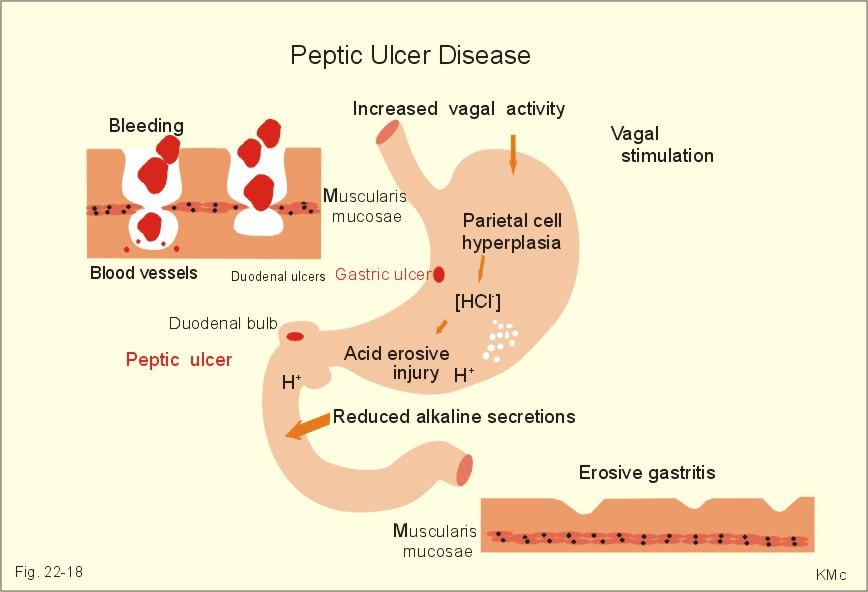 Peptic Ulcer Disease
Increased vagal activity
Bleeding
Vagal
stimulation
Muscularis
mucosae
Parietal cell
hyperplasia
Blood vessels
Duodenal ulcers
Gastric ulcer
[HCl⁻]
Duodenal bulb
Peptic ulcer
Acid erosive
injury
H⁺
H⁺
Reduced alkaline secretions
Erosive gastritis
Muscularis
mucosae
Fig. 22-18
KMc